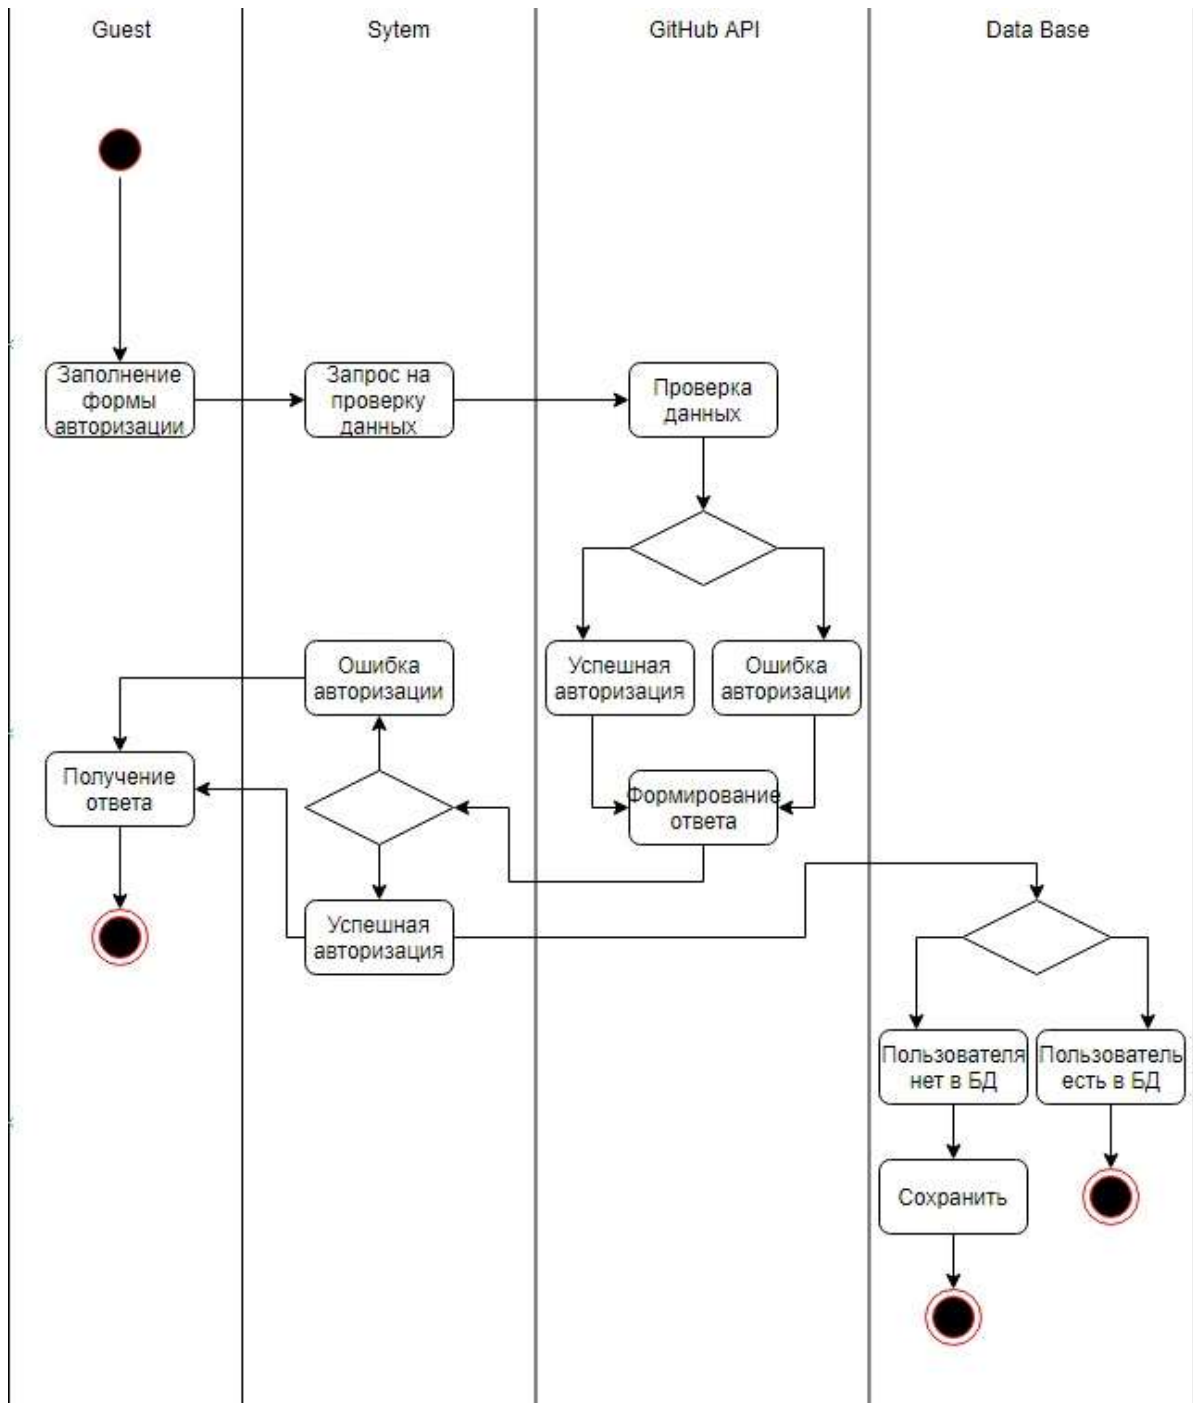 Guest
Sytem
GitHub API
Data Base
Заполнение
формы
авторизации
Запрос на
проверку
данных
Проверка
данных
Ошибка
авторизации
Успешная
авторизация
Ошибка
авторизации
Получение
ответа
Формирование
ответа
Успешная
авторизация
Пользователя
нет в БД
Пользователь
есть в БД
Сохранить